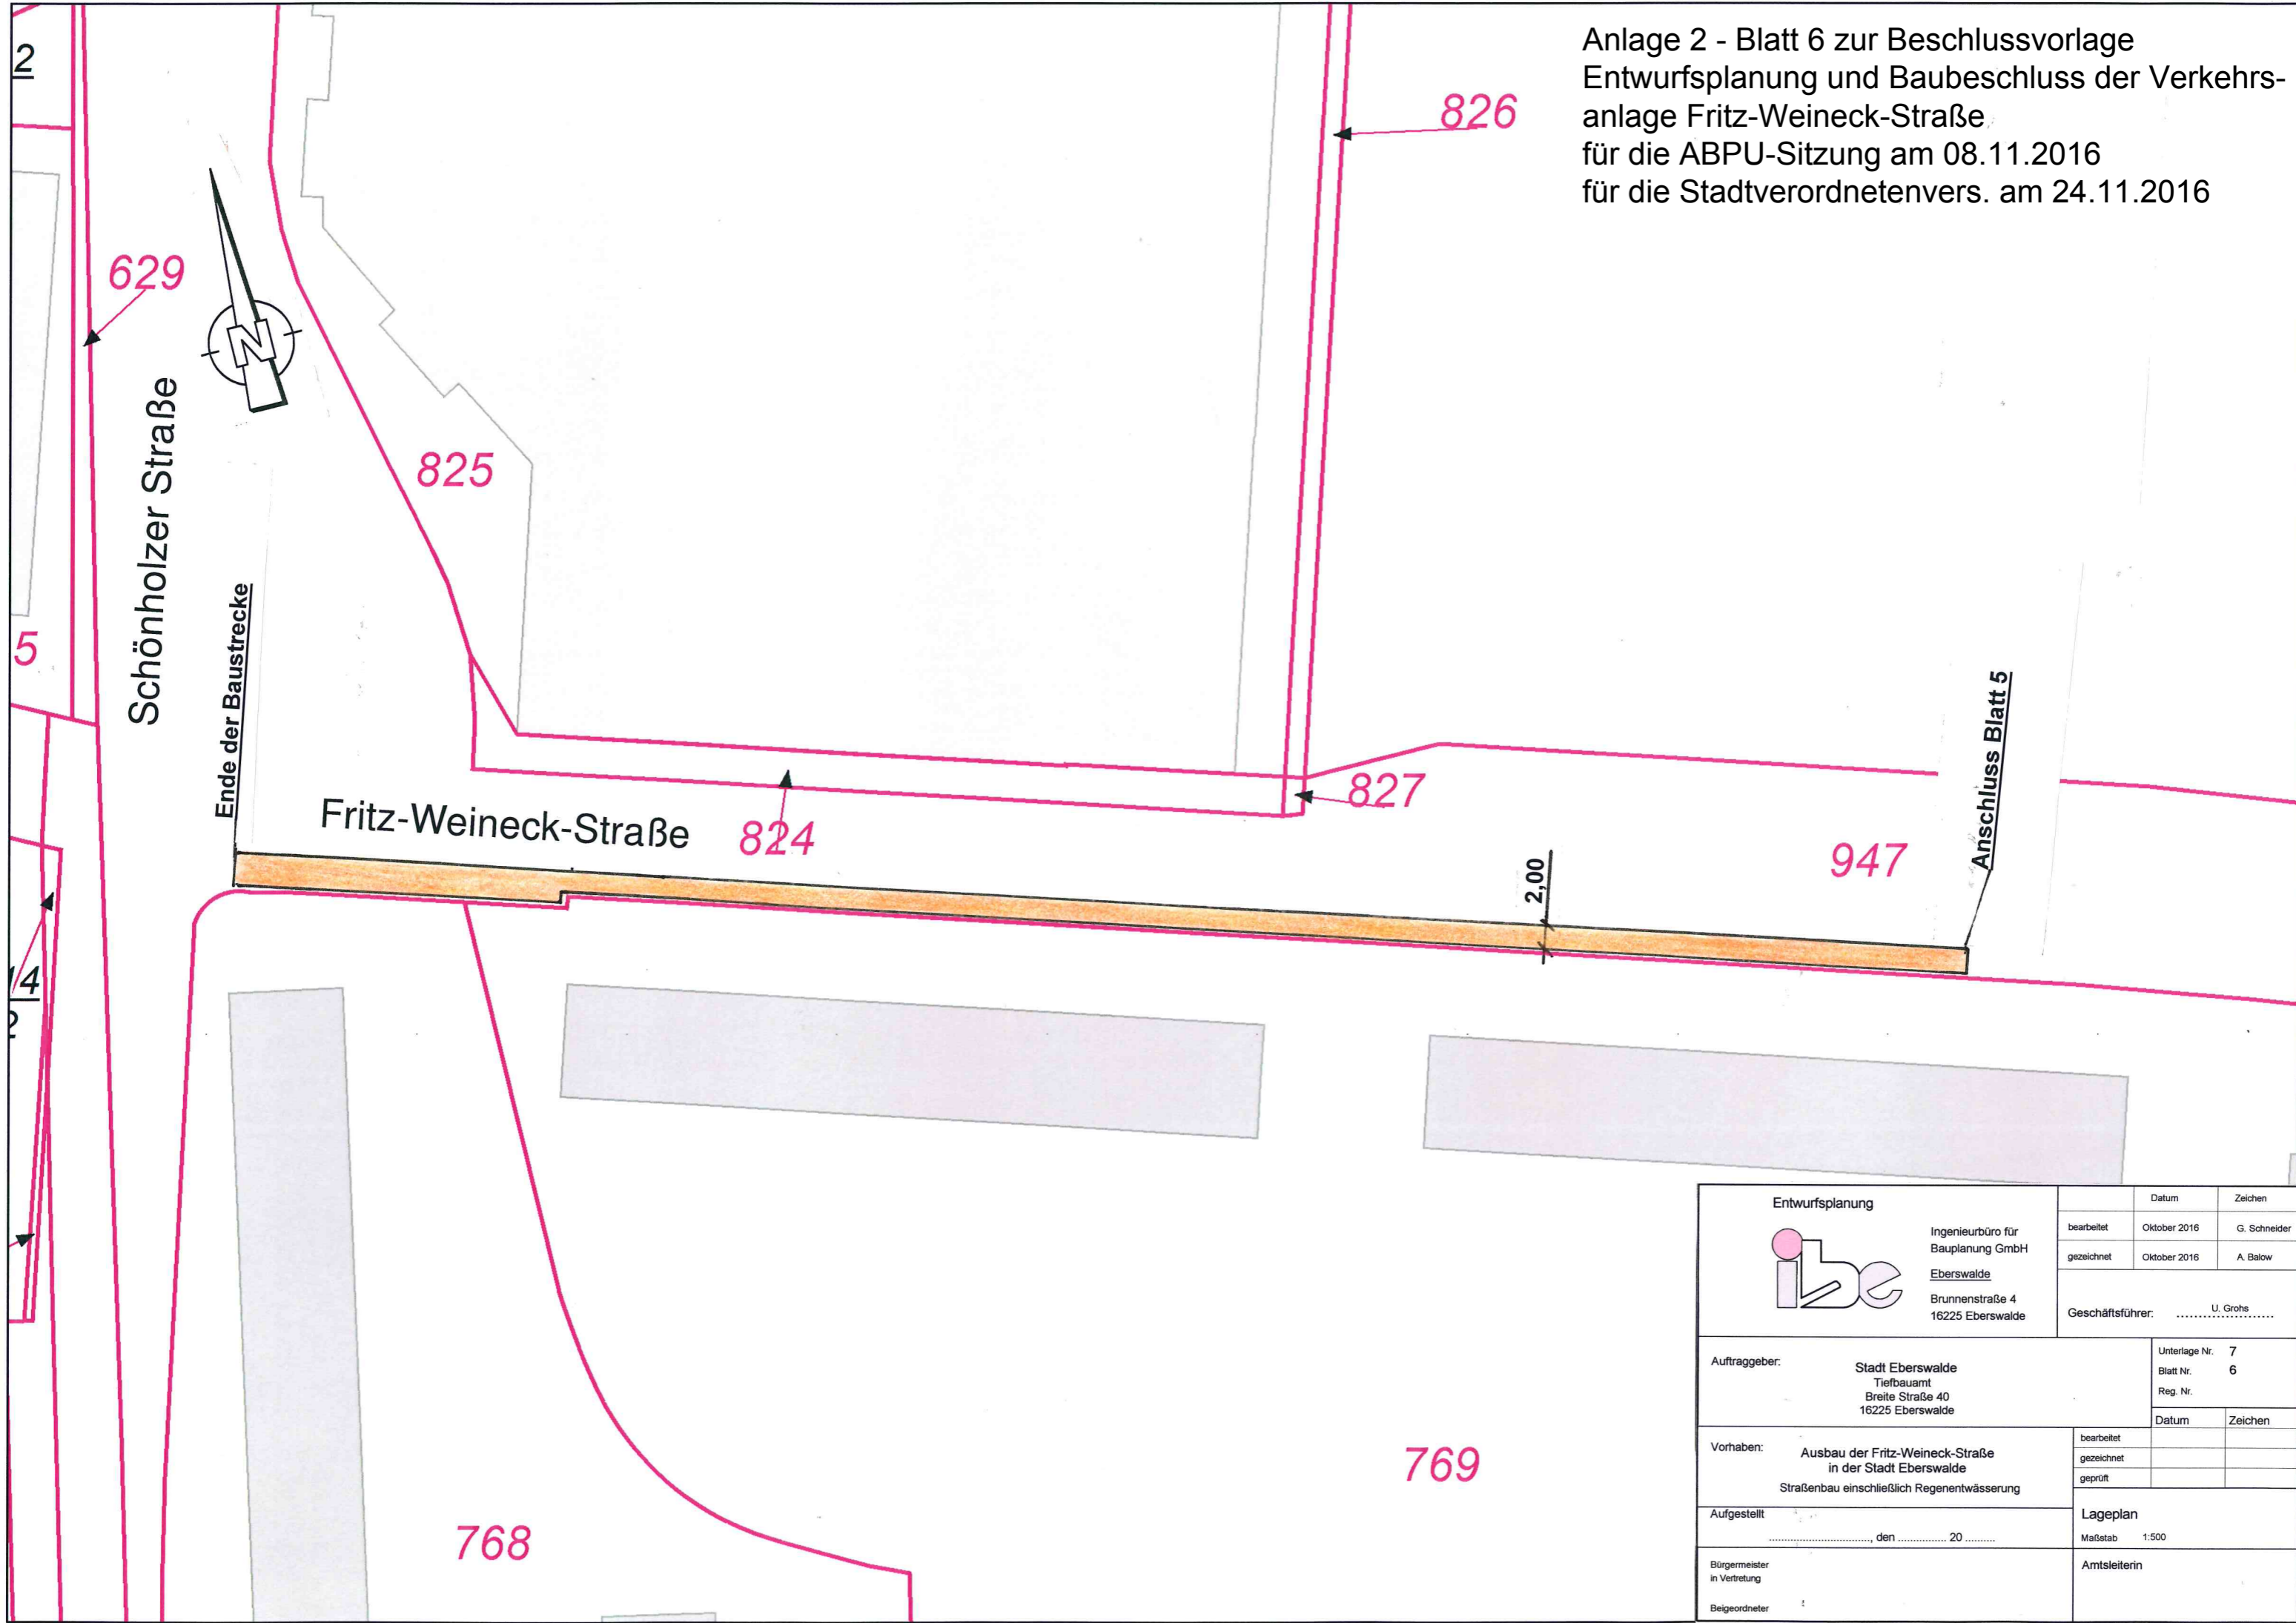 Anlage 2 - Blatt 6 zur Beschlussvorlage
Entwurfsplanung und Baubeschluss der Verkehrs-
anlage Fritz-Weineck-Straße
für die ABPU-Sitzung am 08.11.2016
für die Stadtverordnetenvers. am 24.11.2016
2
826
629
N
825
Schönholzer Straße
5
Ende der Baustrecke
Anschluss Blatt 5
827
Fritz-Weineck-Straße
824
947
2,00
14
769
768
Entwurfsplanung
ibe
Ingenieurbüro für
Bauplanung GmbH
Eberswalde
Brunnenstraße 4
16225 Eberswalde
Datum Zeichen
bearbeitet Oktober 2016 G. Schneider
gezeichnet Oktober 2016 A. Balow
Geschäftsführer: U. Grohs
Auftraggeber:
Stadt Eberswalde
Tiefbauamt
Breite Straße 40
16225 Eberswalde
Unterlage Nr. 7
Blatt Nr. 6
Reg. Nr.
Datum Zeichen
bearbeitet
gezeichnet
geprüft
Vorhaben:
Ausbau der Fritz-Weineck-Straße
in der Stadt Eberswalde
Straßenbau einschließlich Regenentwässerung
Aufgestellt
............................, den .............. 20 .........
Lageplan
Maßstab 1:500
Bürgermeister
in Vertretung
Beigeordneter
Amtsleiterin